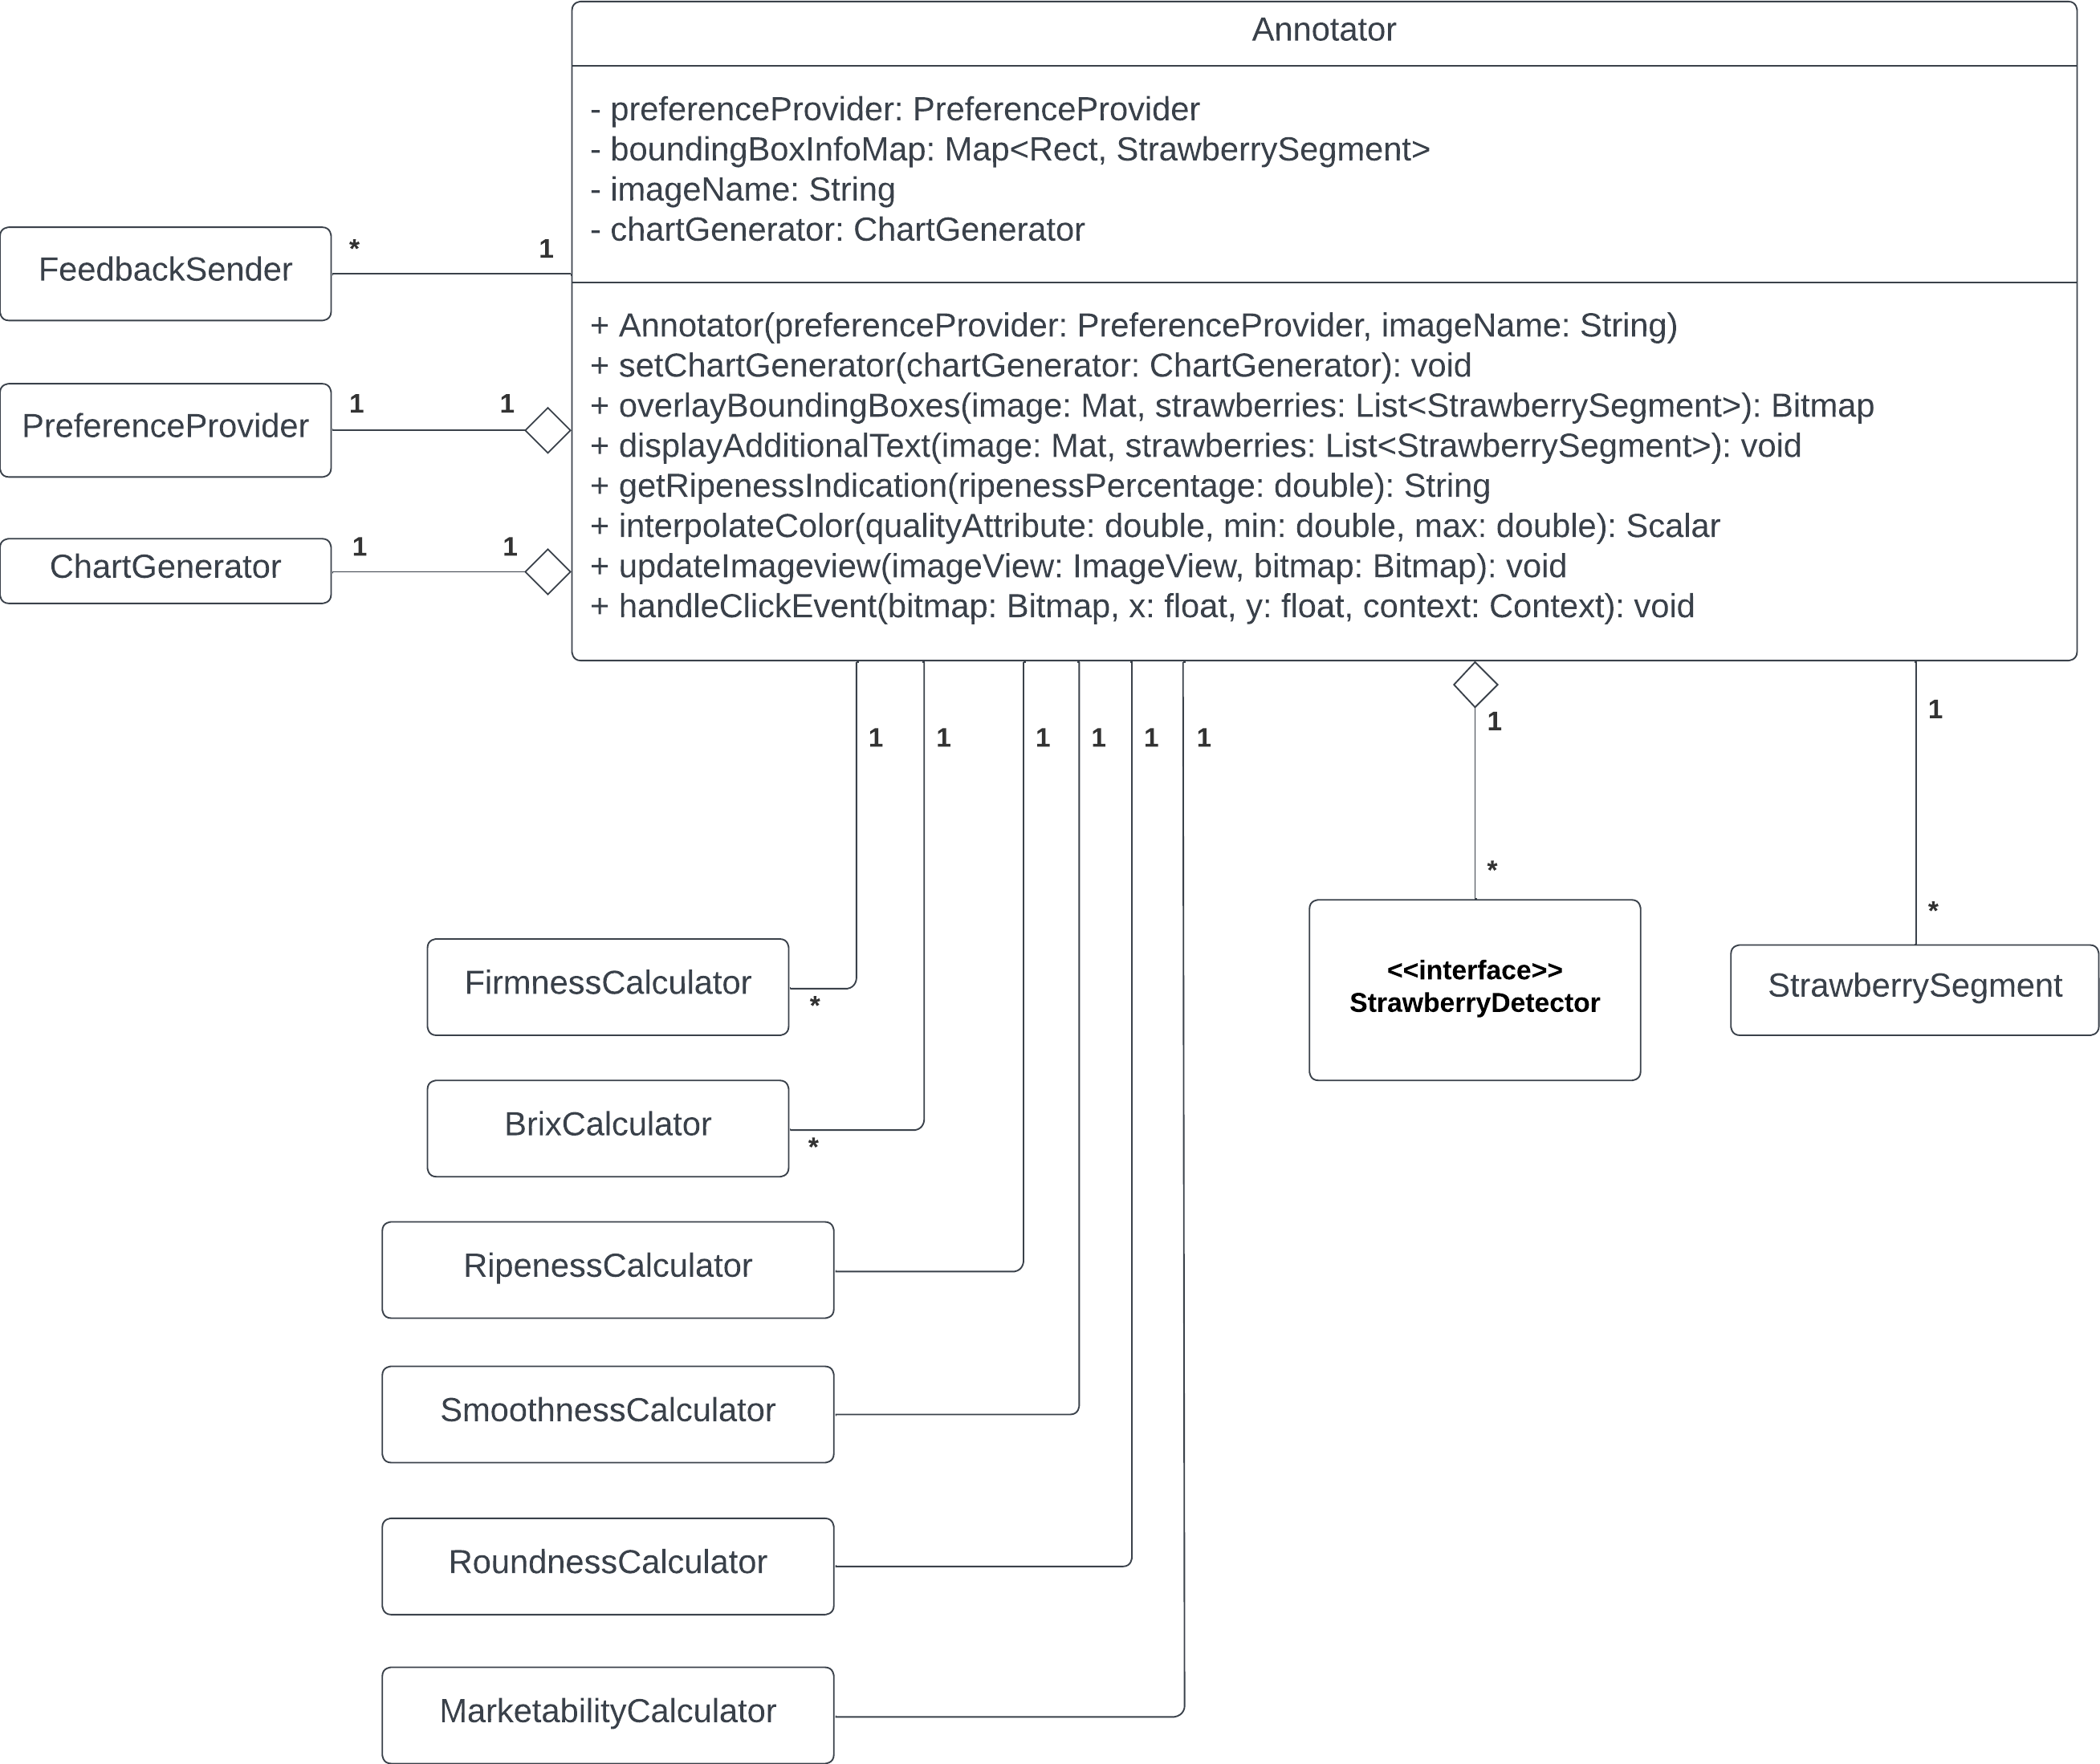 Annotator
- preferenceProvider: PreferenceProvider
- boundingBoxInfoMap: Map<Rect, StrawberrySegment>
- imageName: String
- chartGenerator: ChartGenerator
+ Annotator(preferenceProvider: PreferenceProvider, imageName: String)
+ setChartGenerator(chartGenerator: ChartGenerator): void
+ overlayBoundingBoxes(image: Mat, strawberries: List<StrawberrySegment>): Bitmap
+ displayAdditionalText(image: Mat, strawberries: List<StrawberrySegment>): void
+ getRipenessIndication(ripenessPercentage: double): String
+ interpolateColor(qualityAttribute: double, min: double, max: double): Scalar
+ updateImageview(imageView: ImageView, bitmap: Bitmap): void
+ handleClickEvent(bitmap: Bitmap, x: float, y: float, context: Context): void
FeedbackSender
* 1
PreferenceProvider
1 1
ChartGenerator
1 1
1 1 1 1 1 1
1
*
1
*
FirmnessCalculator
*
BrixCalculator
*
RipenessCalculator
SmoothnessCalculator
RoundnessCalculator
MarketabilityCalculator
<<interface>>
StrawberryDetector
StrawberrySegment